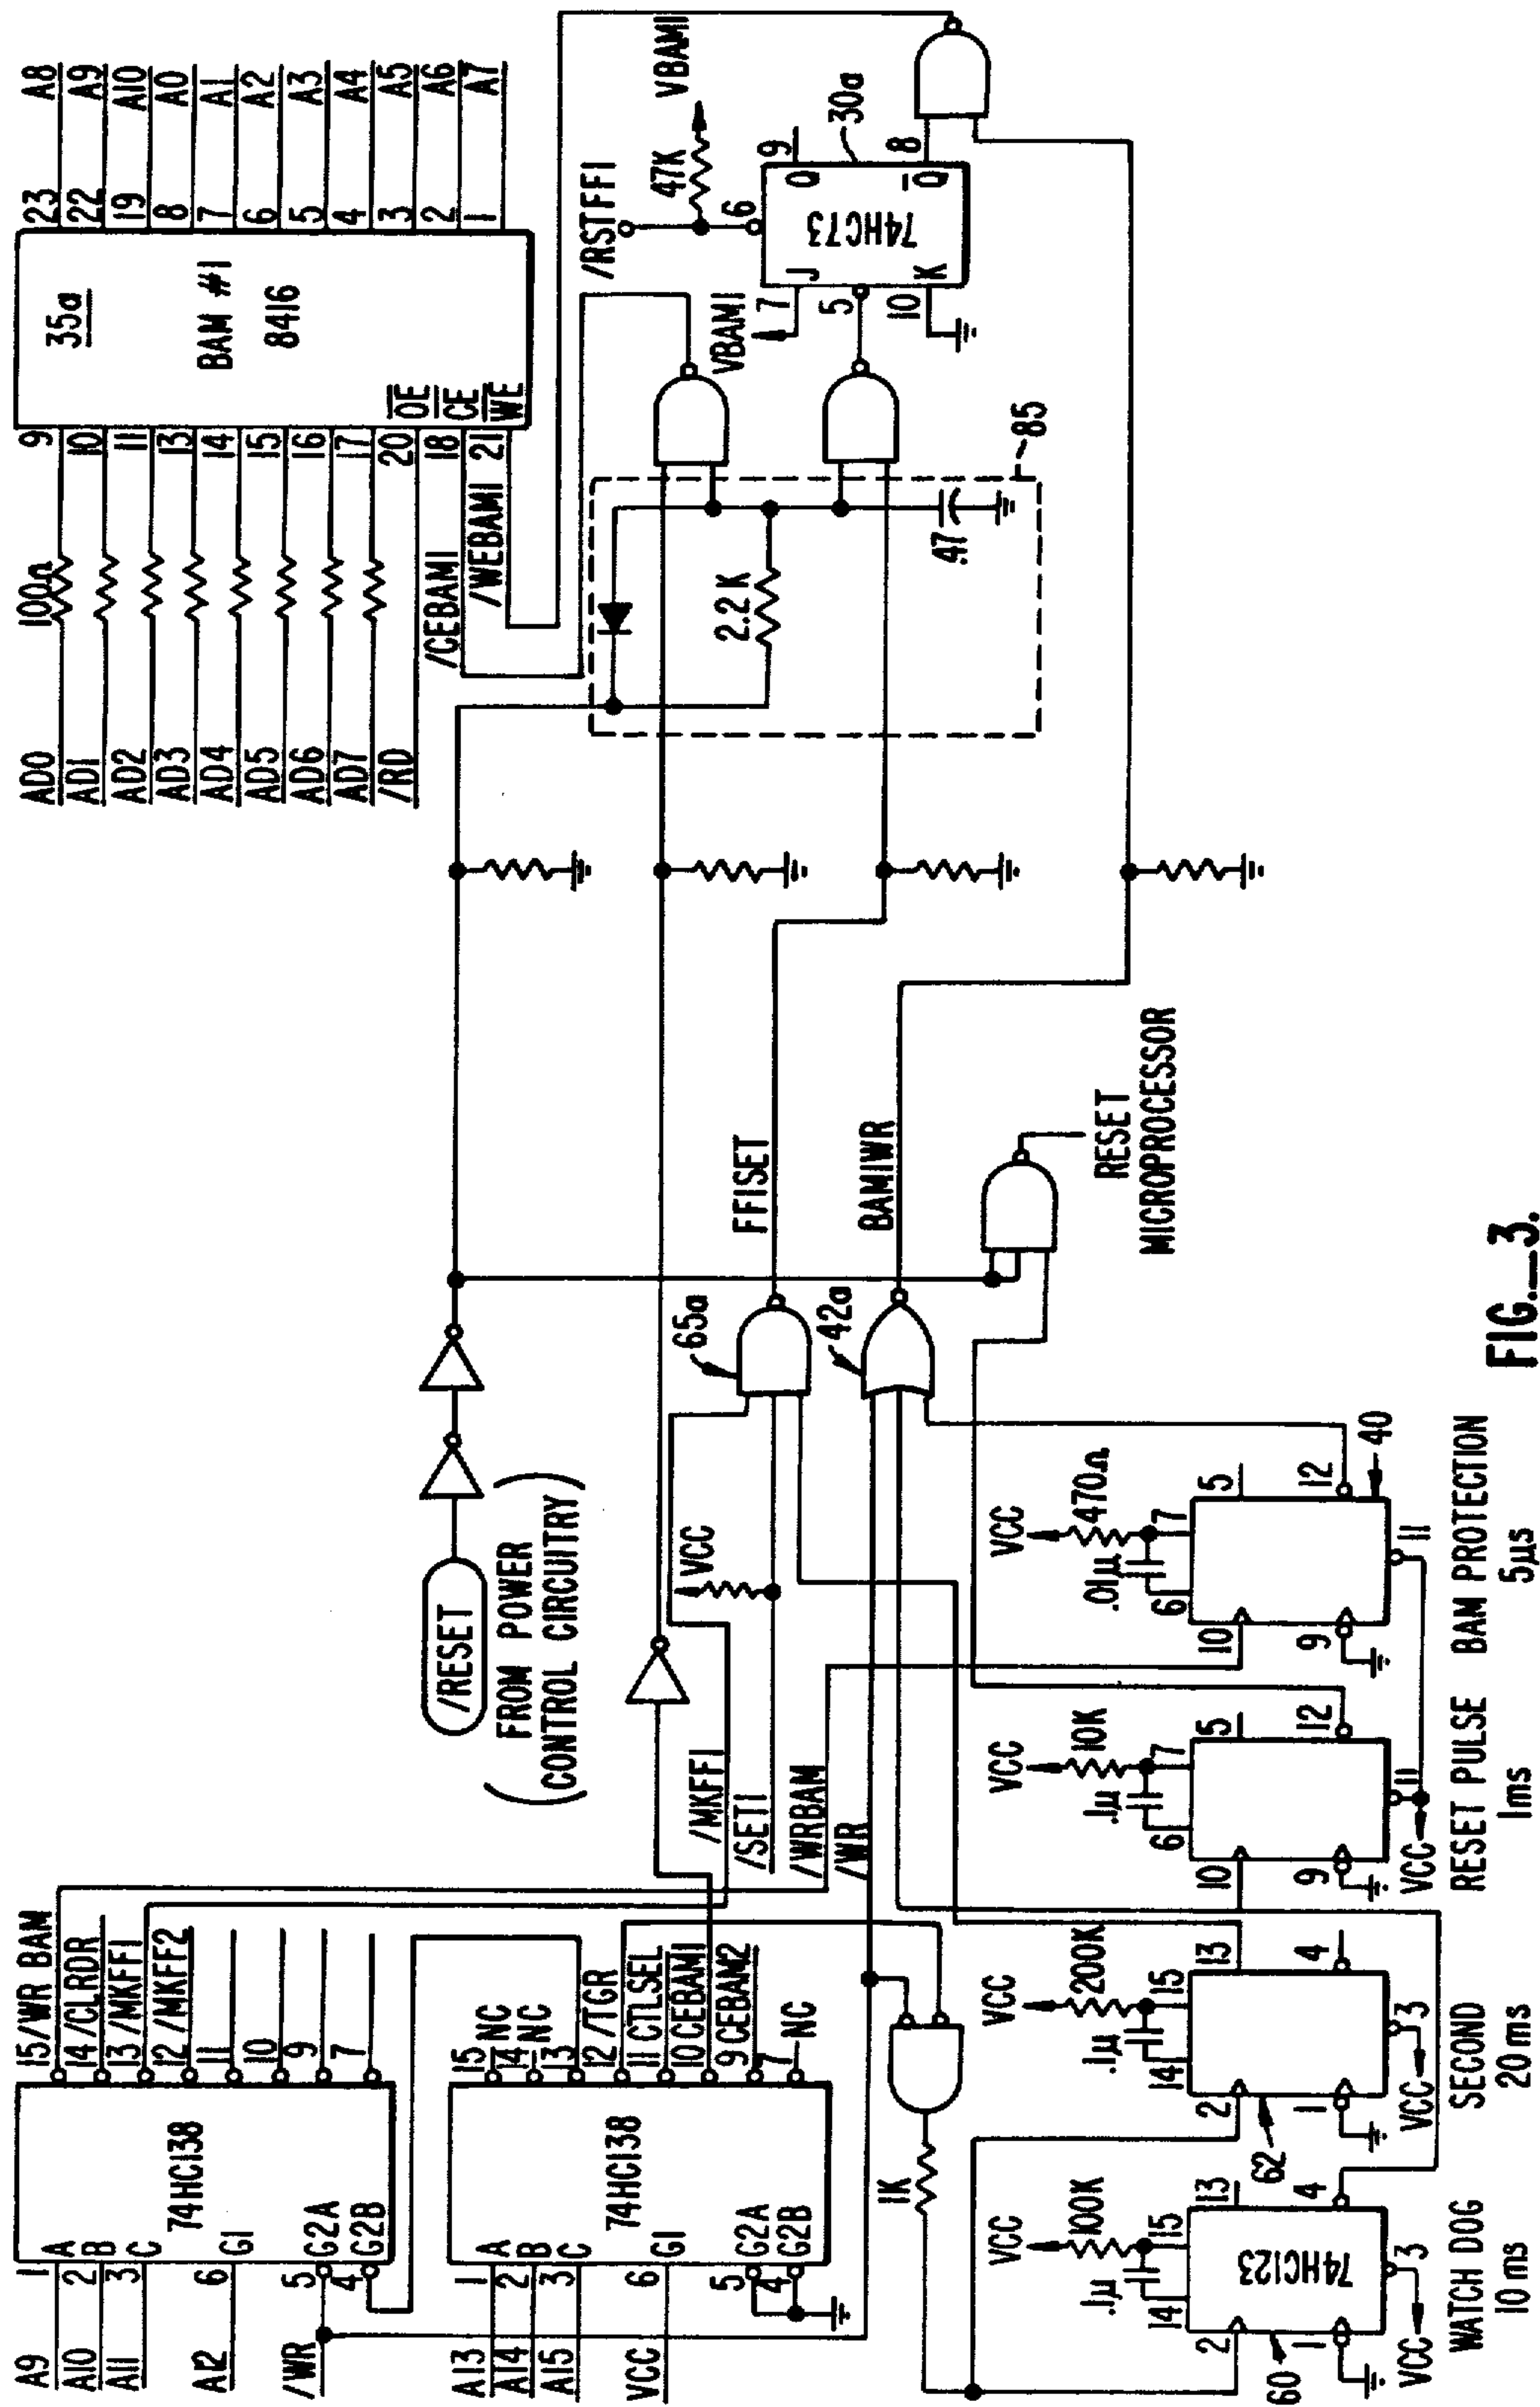 A9
A10
A11
A12
/WR
1
2
3
6
5
4
A
B
C
G1
G2A
G2B
74HC138
15/WR BAM
14/CLRDR
13/MKFF1
12/MKFF2
11
10
9
7
A13
A14
A15
VCC
1
2
3
6
5
4
A
B
C
G1
G2A
G2B
74HC138
15 NC
14 NC
13
12 /TGR
11 CTLSEL
10 CEBAM1
9 CEBAM2
7 NC
/RESET
(FROM POWER
CONTROL CIRCUITRY)
/MKFF1
/SET1
/WRBAM
/WR
VCC
65a
42a
FF1SET
BAM1WR
RESET
MICROPROCESSOR
AD0
AD1
AD2
AD3
AD4
AD5
AD6
AD7
/RD
100Ω
/CEBAM1
/WEBAM1
9
10
11
13
14
15
16
17
20
18
21
OE
CE
WE
35a
BAM #1
8416
23
22
19
8
7
6
5
4
3
2
1
A8
A9
A10
A0
A1
A2
A3
A4
A5
A6
A7
2.2K
.47
85
/RSTFF1
47K
VBAM1
VBAM1
7
5
10
6
9
8
J
K
Q
Q
74HC73
30a
1K
VCC
100K
.1µ
14
15
2
1
13
4
3
VCC
74HC123
60
WATCH DOG
10 ms
VCC
200K
.1µ
14
15
2
1
13
4
3
VCC
62
SECOND
20 ms
VCC
10K
.1µ
6
7
10
9
5
12
11
VCC
RESET PULSE
1ms
VCC
470Ω
.01µ
6
7
10
9
5
12
11
40
BAM PROTECTION
5µs
FIG._3.